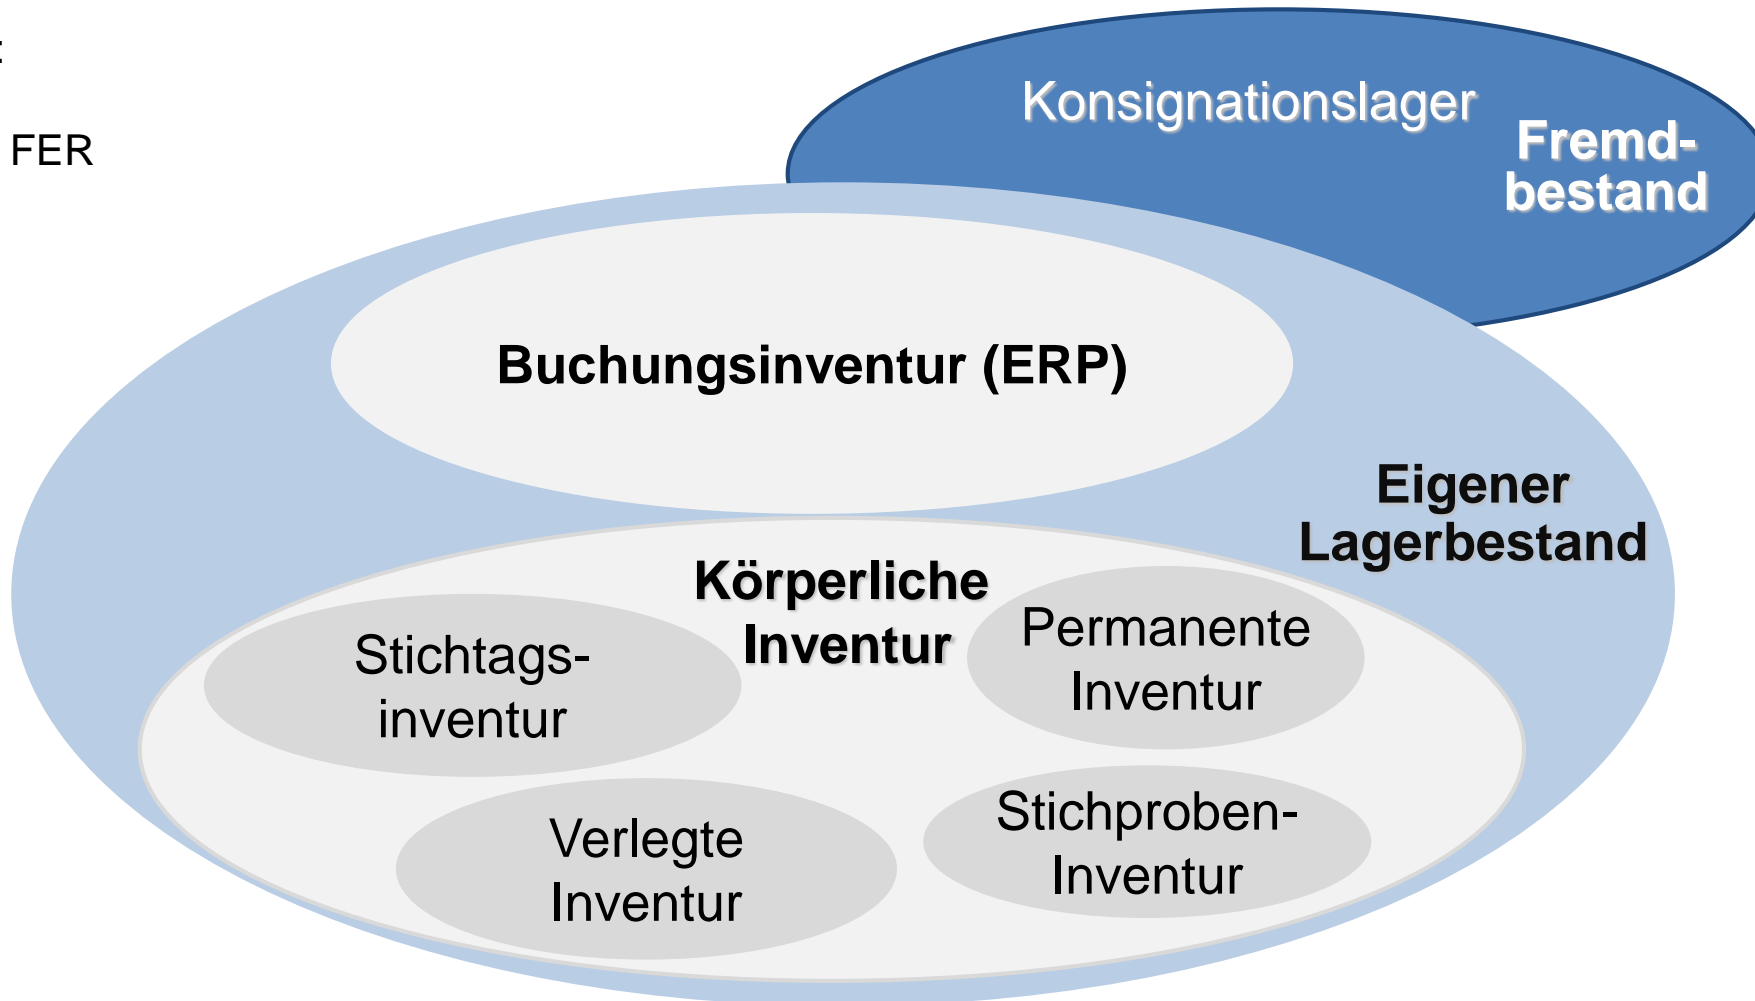 :
FER
Konsignationslager
Fremd-
bestand
Buchungsinventur (ERP)
Eigener
Lagerbestand
Körperliche
Inventur
Stichtags-
inventur
Permanente
Inventur
Verlegte
Inventur
Stichproben-
Inventur